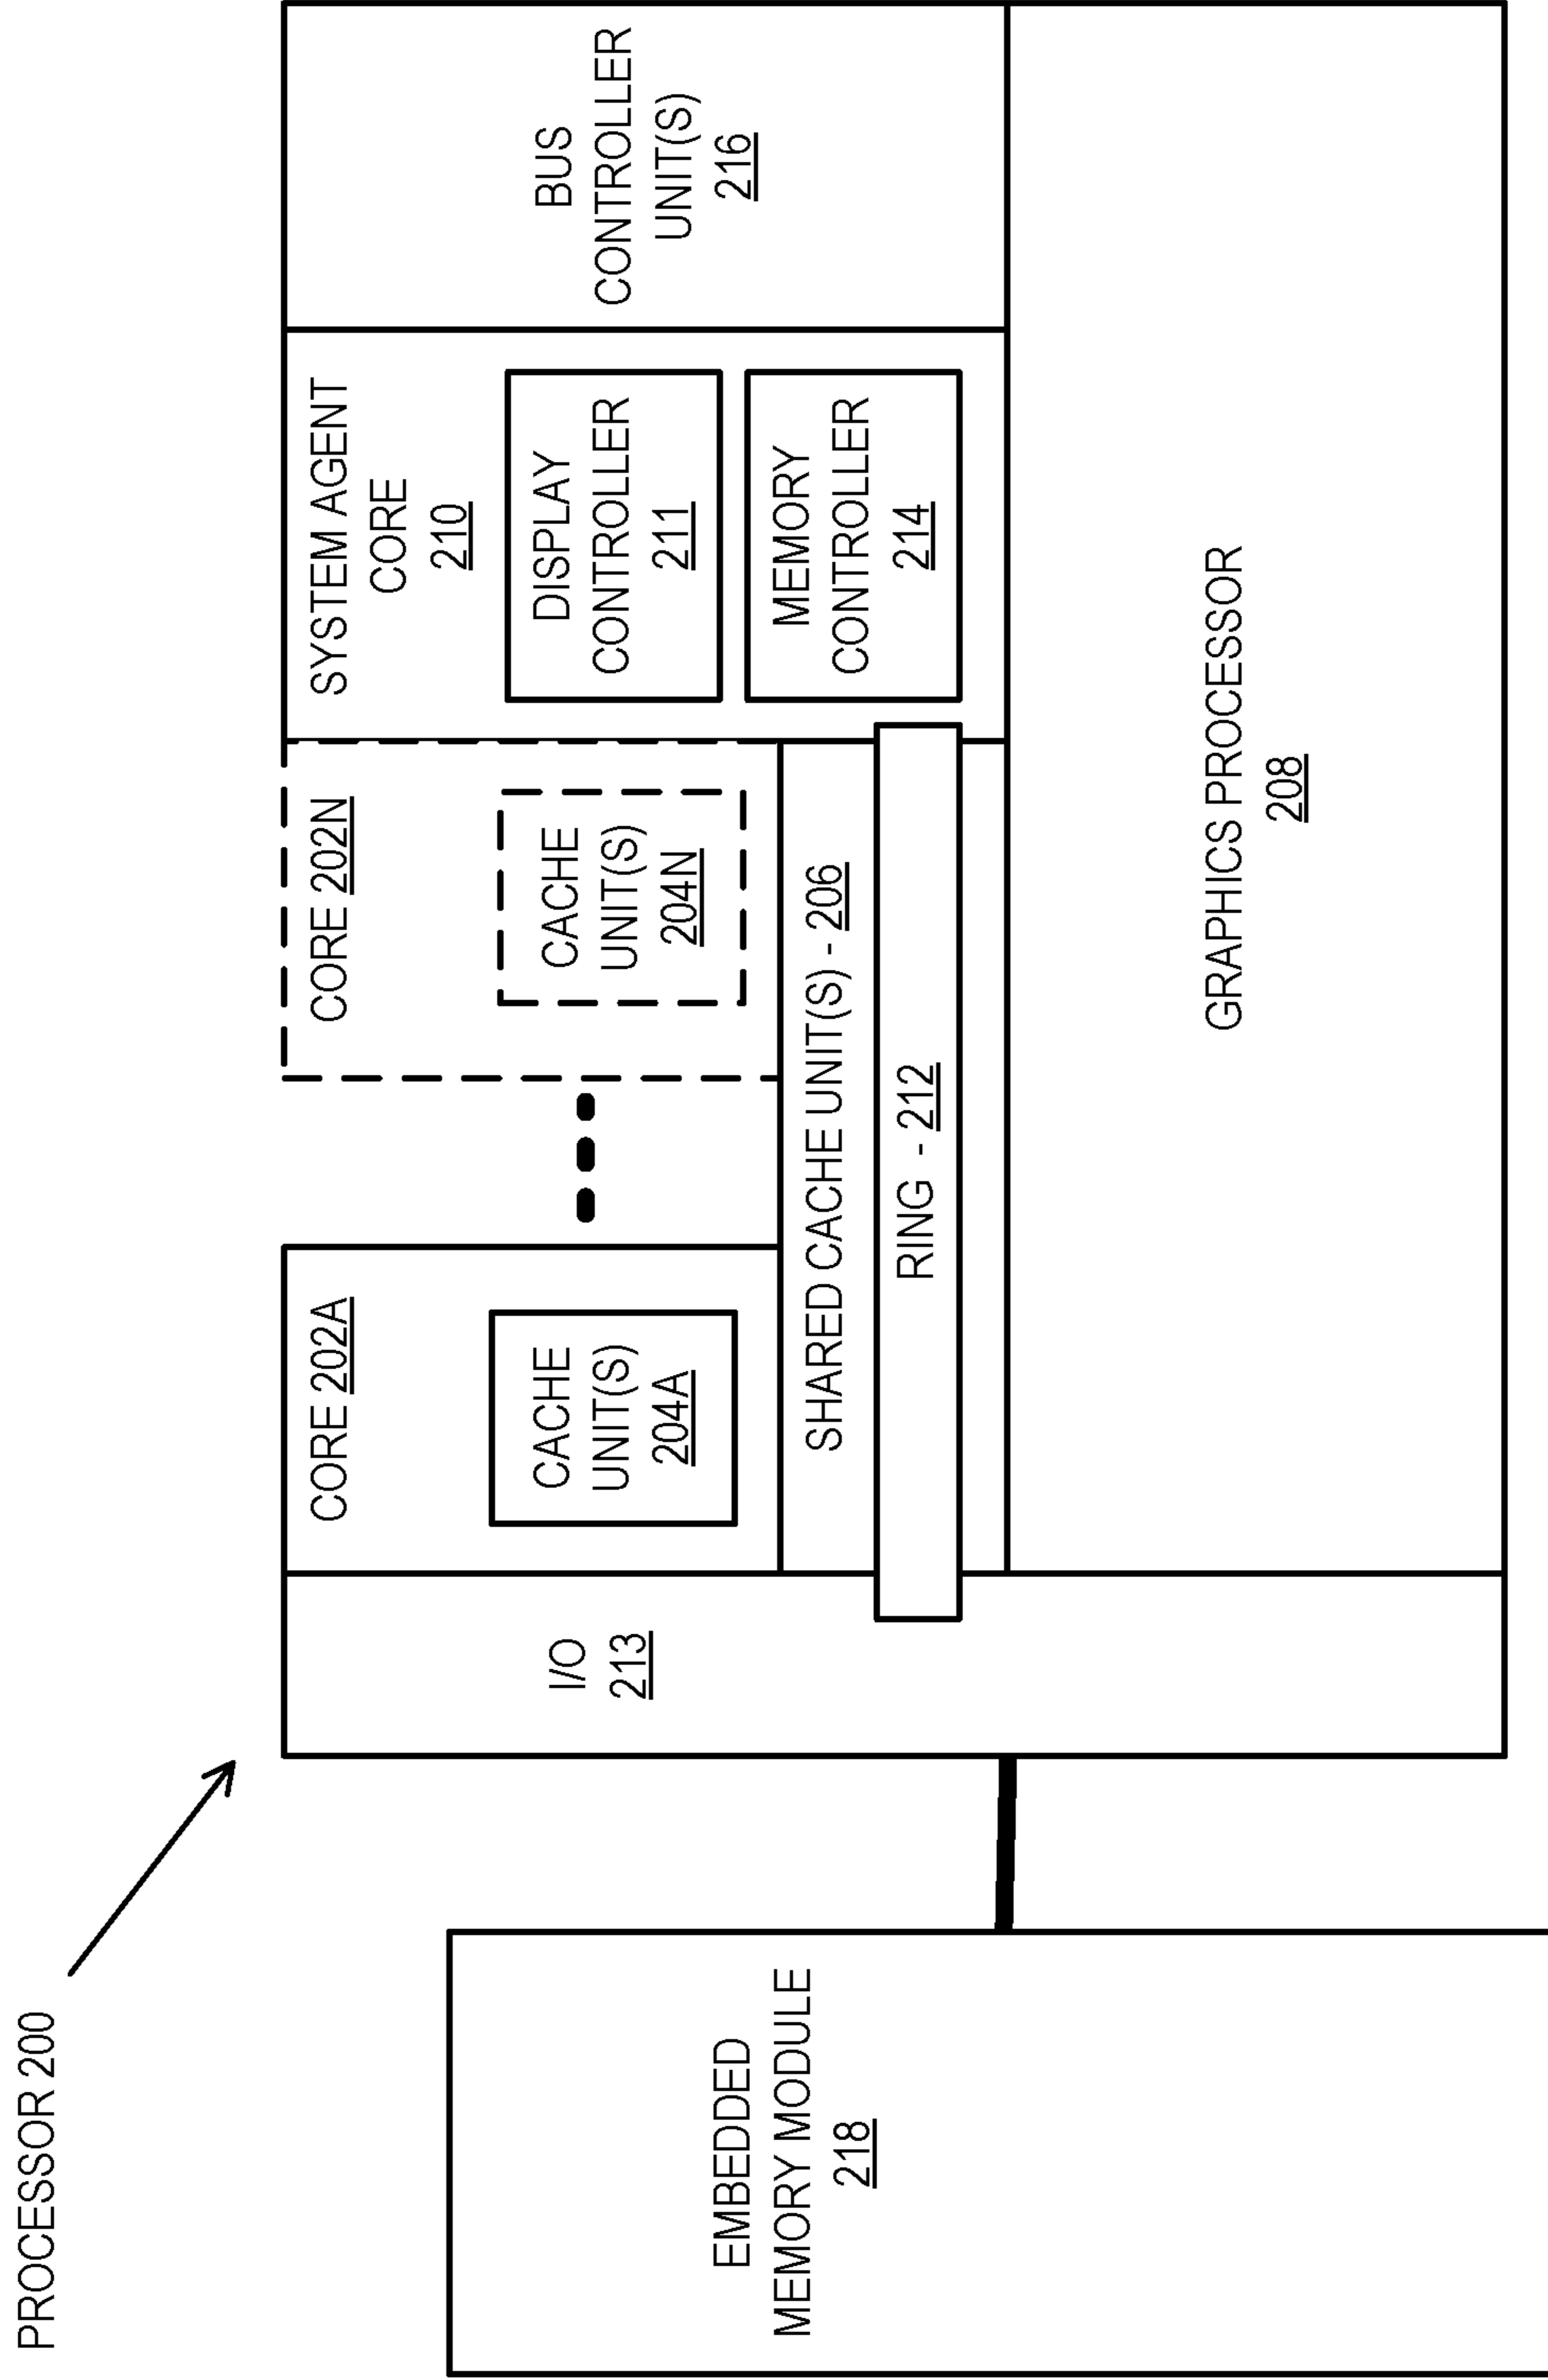 PROCESSOR 200
CORE 202A
CACHE
UNIT(S)
204A
CORE 202N
CACHE
UNIT(S)
204N
SYSTEM AGENT
CORE
210
DISPLAY
CONTROLLER
211
MEMORY
CONTROLLER
214
BUS
CONTROLLER
UNIT(S)
216
I/O
213
SHARED CACHE UNIT(S) - 206
RING - 212
EMBEDDED
MEMORY MODULE
218
GRAPHICS PROCESSOR
208